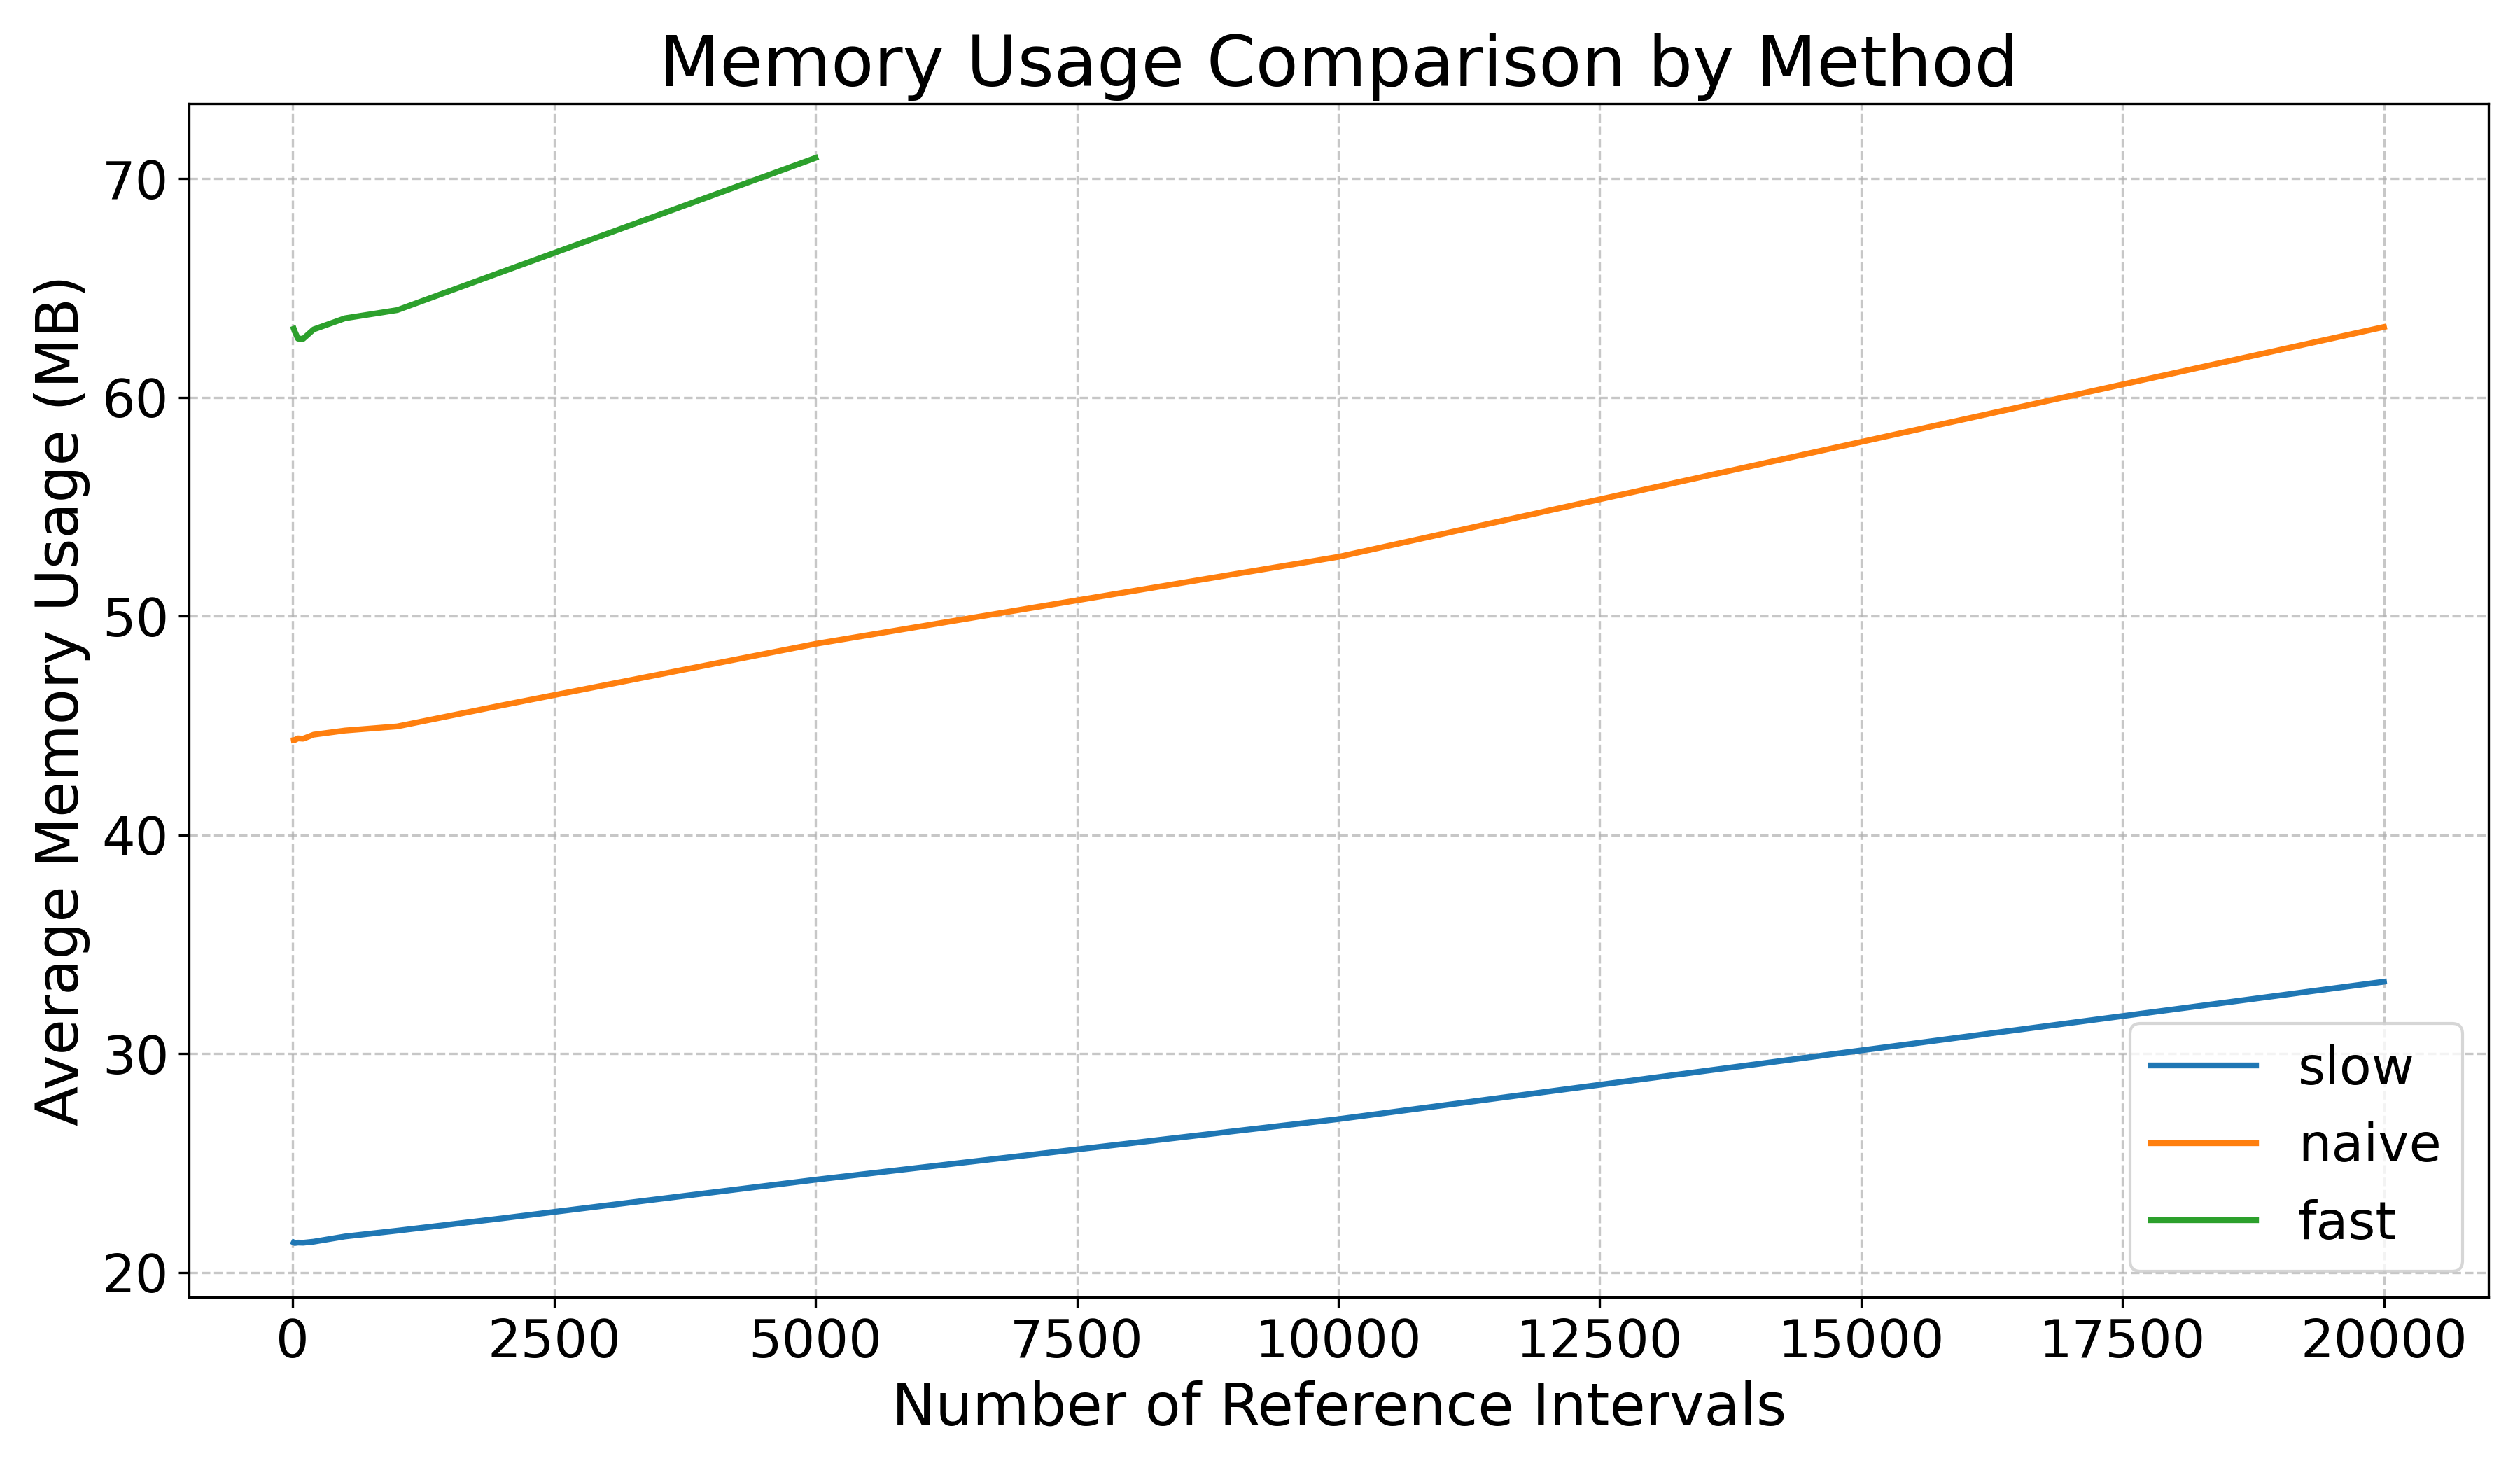 Memory Usage Comparison by Method
Average Memory Usage (MB)
70
60
50
40
30
20
0 2500 5000 7500 10000 12500 15000 17500 20000
Number of Reference Intervals
slow
naive
fast